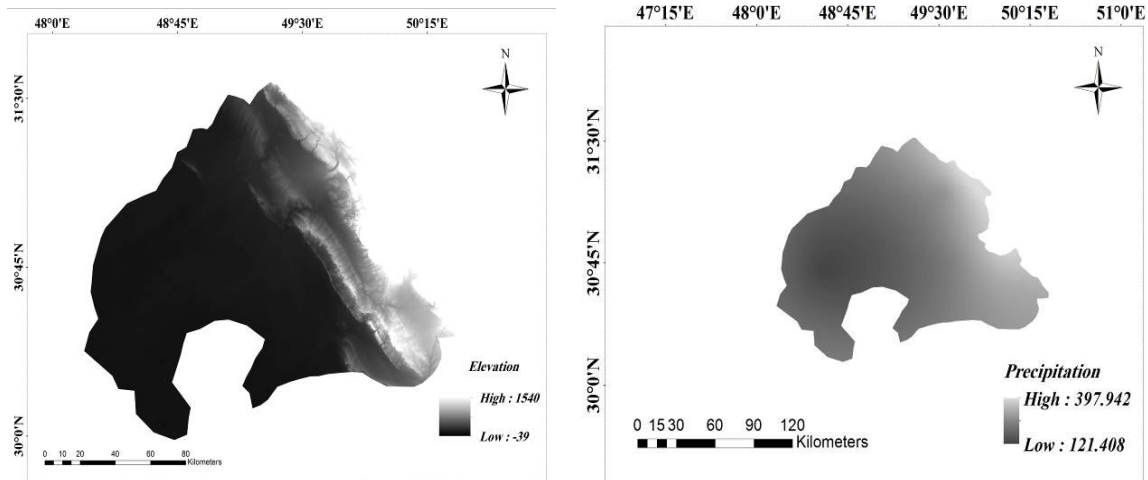 48°0'E 48°45'E 49°30'E 50°15'E
N
31°30'N
30°45'N
30°0'N
Elevation
High : 1540
Low : -39
0 10 20 40 60 80
Kilometers
47°15'E 48°0'E 48°45'E 49°30'E 50°15'E 51°0'E
N
31°30'N
30°45'N
30°0'N
Precipitation
High : 397.942
Low : 121.408
0 15 30 60 90 120
Kilometers